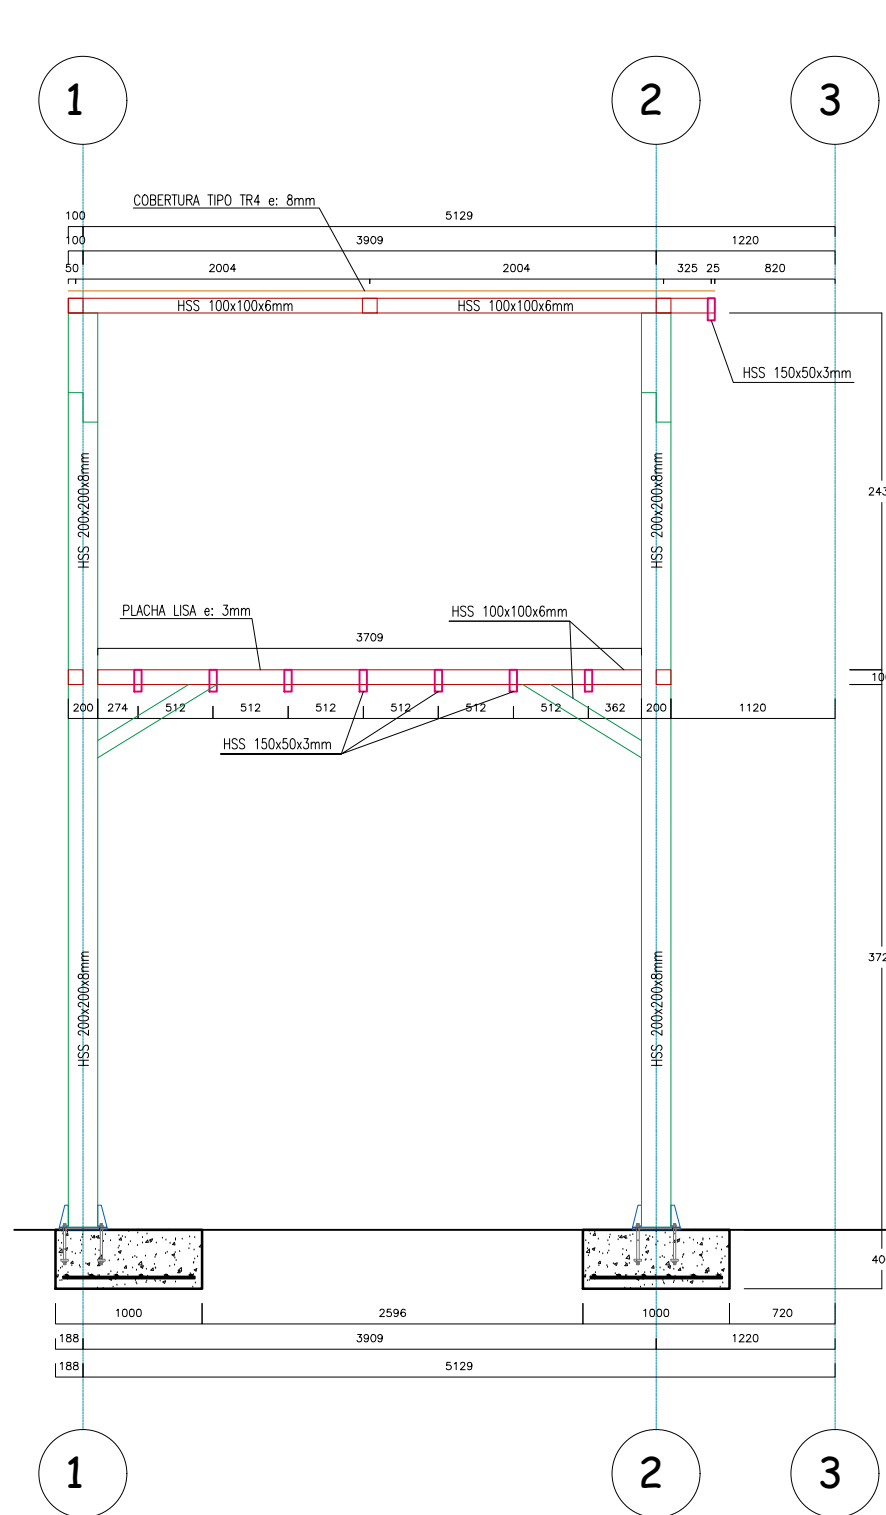 1 2 3
COBERTURA TIPO TR4 e: 8mm
100 5129
100 3909 1220
50 2004 2004 325 25 820
HSS 100x100x6mm HSS 100x100x6mm
HSS 150x50x3mm
HSS 200x200x8mm HSS 200x200x8mm
243
PLACHA LISA e: 3mm HSS 100x100x6mm
3709
200 274 512 512 512 512 512 512 362 200 1120
HSS 150x50x3mm
HSS 200x200x8mm HSS 200x200x8mm
372
40
1000 2596 1000 720
188 3909 1220
188 5129
1 2 3